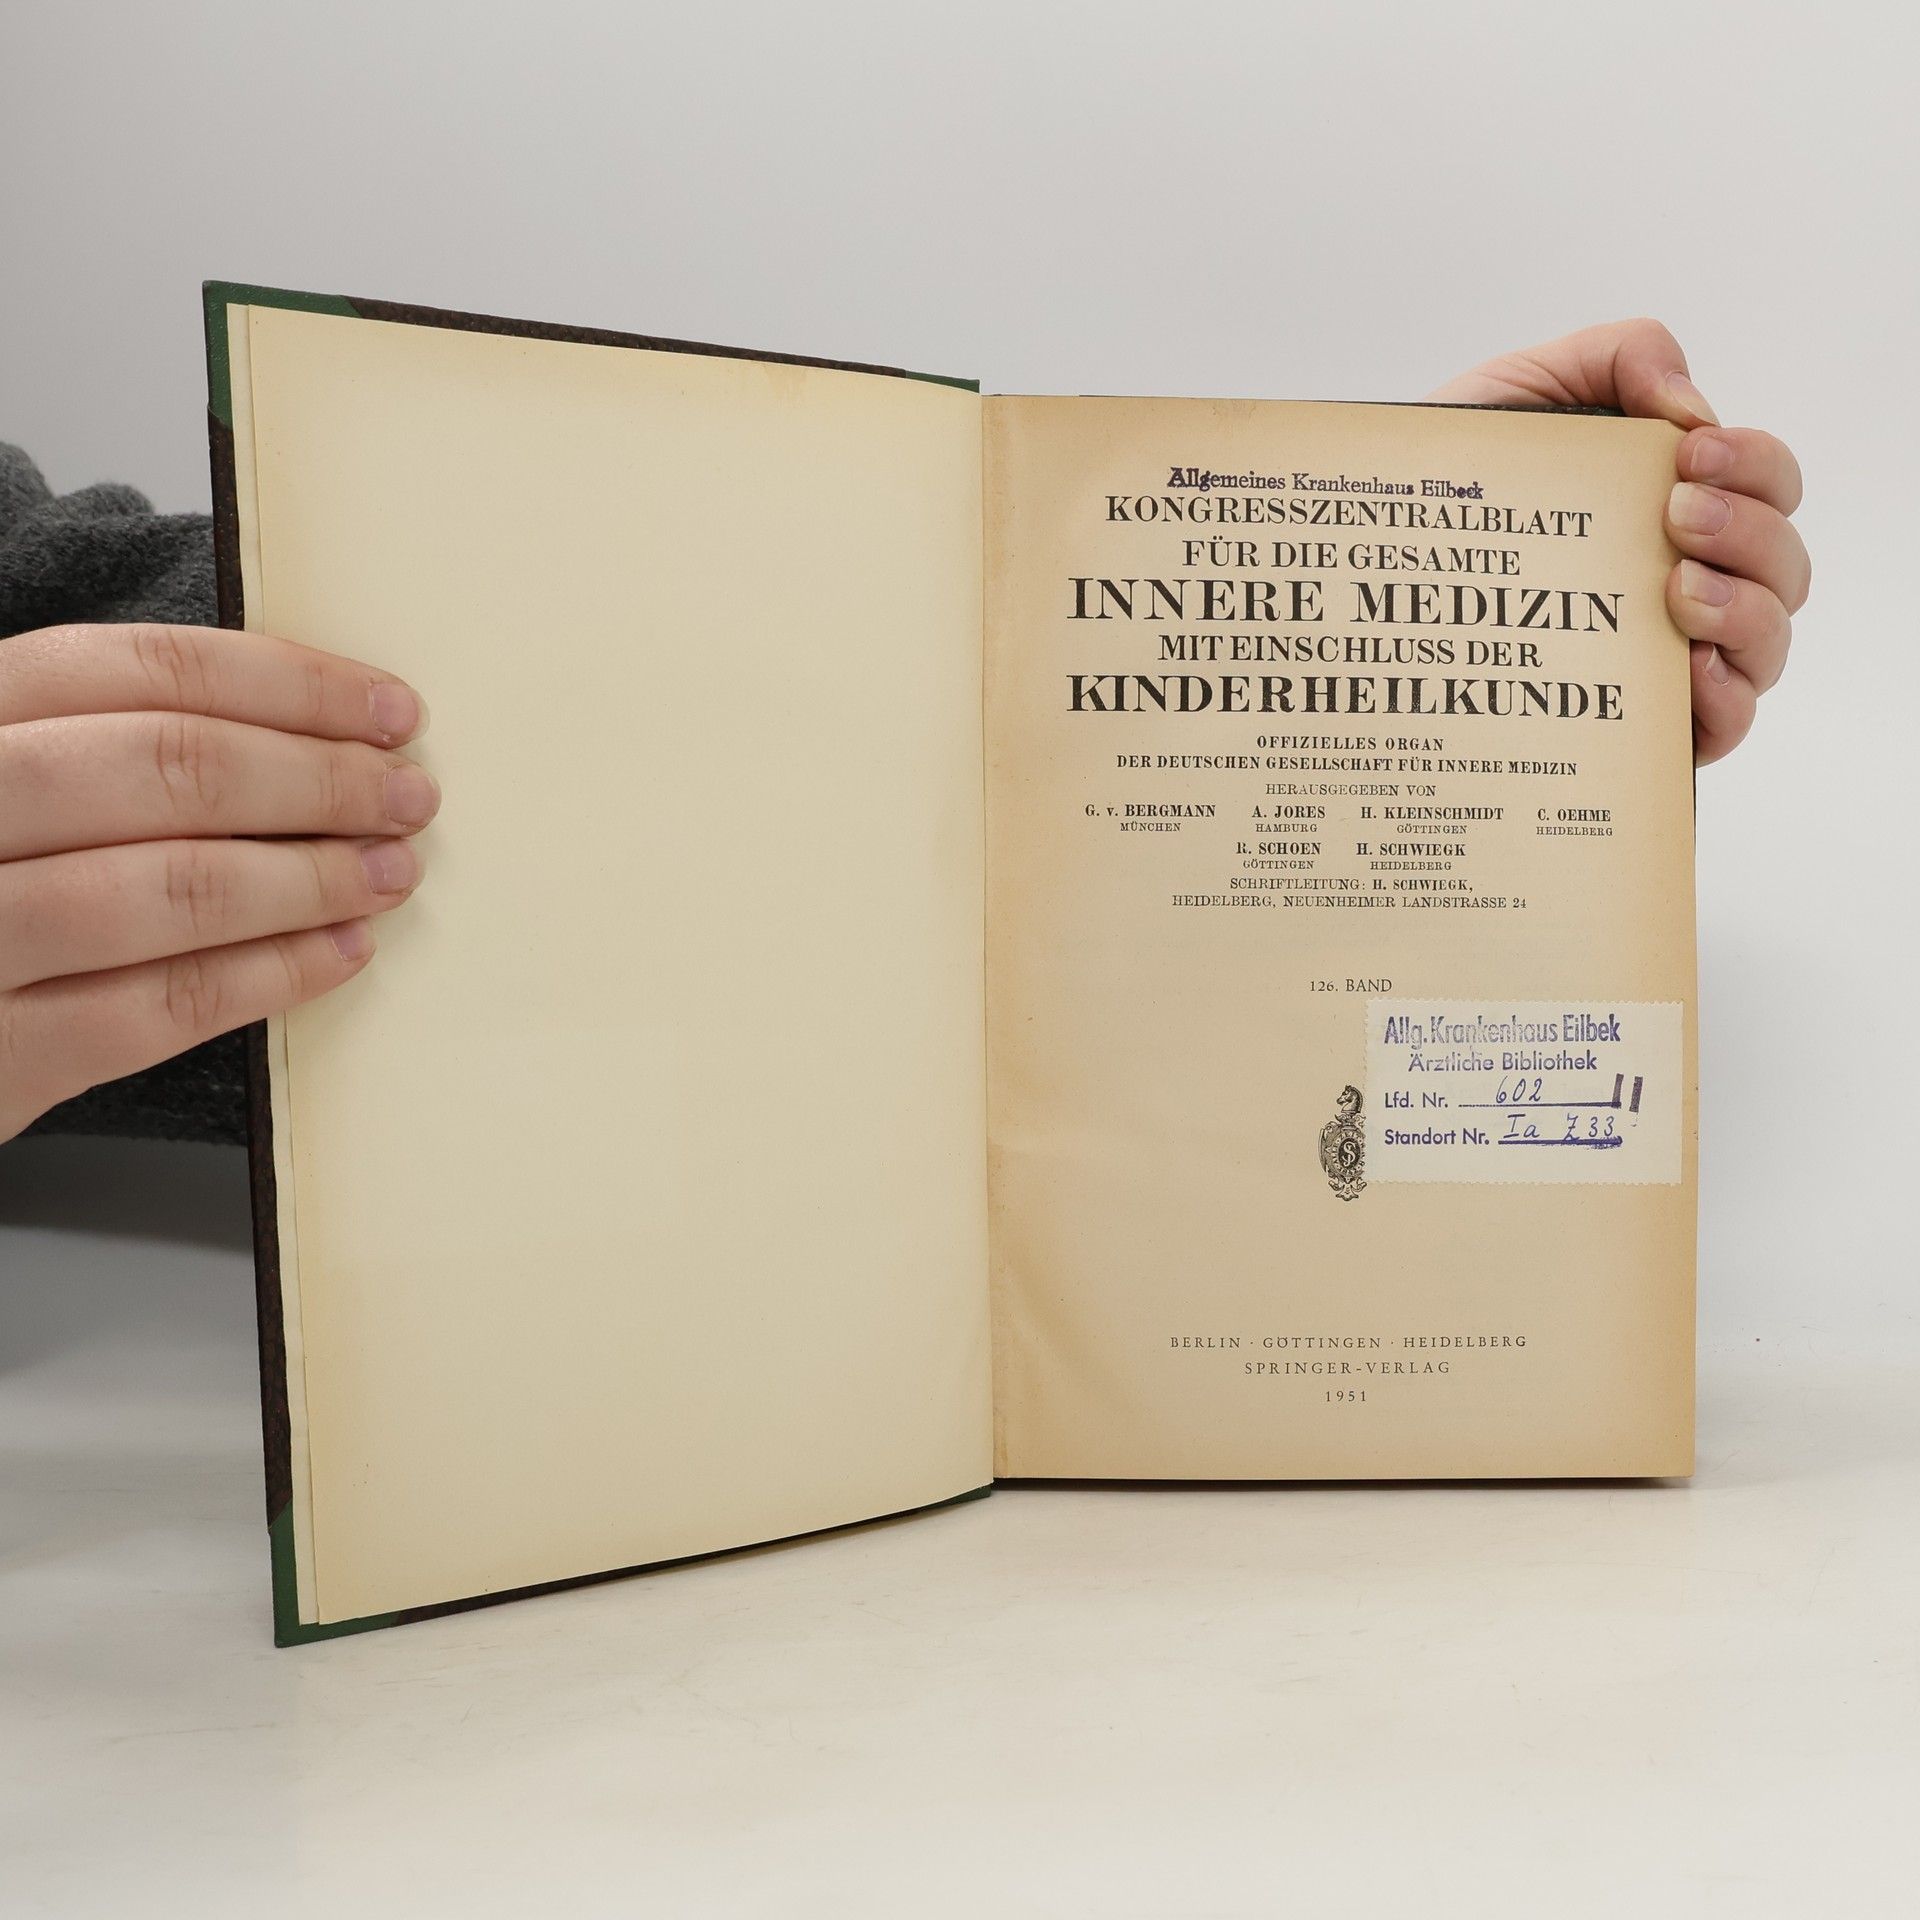 Allgemeines Krankenhaus Eilbeck
KONGRESSZENTRALBLATT
FÜR DIE GESAMTE
INNERE MEDIZIN
MIT EINSCHLUSS DER
KINDERHEILKUNDE
OFFIZIELLES ORGAN
DER DEUTSCHEN GESELLSCHAFT FÜR INNERE MEDIZIN
HERAUSGEGEBEN VON
G. v. BERGMANN A. JORES H. KLEINSCHMIDT C. OEHME
MÜNCHEN HAMBURG GÖTTINGEN HEIDELBERG
R. SCHOEN H. SCHWIEGK
GÖTTINGEN HEIDELBERG
SCHRIFTLEITUNG: H. SCHWIEGK,
HEIDELBERG, NEUENHEIMER LANDSTRASSE 24
126. BAND
Allg. Krankenhaus Eilbek
Ärztliche Bibliothek
Lfd. Nr. 602 II
Standort Nr. Ia Z 33
BERLIN · GÖTTINGEN · HEIDELBERG
SPRINGER-VERLAG
1951